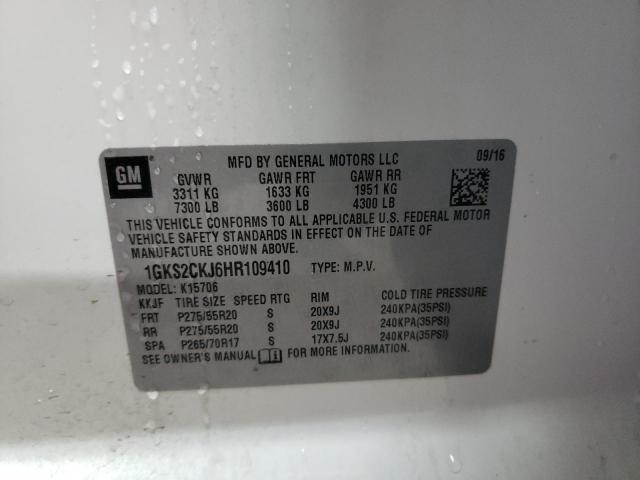 GM
MFD BY GENERAL MOTORS LLC 09/16
GVWR GAWR FRT GAWR RR
3311 KG 1633 KG 1951 KG
7300 LB 3600 LB 4300 LB
THIS VEHICLE CONFORMS TO ALL APPLICABLE U.S. FEDERAL MOTOR
VEHICLE SAFETY STANDARDS IN EFFECT ON THE DATE OF
MANUFACTURE SHOWN ABOVE.
1GKS2CKJ6HR109410 TYPE: M.P.V.
MODEL: K15706
KKJF TIRE SIZE SPEED RTG RIM COLD TIRE PRESSURE
FRT P275/55R20 S 20X9J 240KPA(35PSI)
RR P275/55R20 S 20X9J 240KPA(35PSI)
SPA P265/70R17 S 17X7.5J 240KPA(35PSI)
SEE OWNER'S MANUAL FOR MORE INFORMATION.